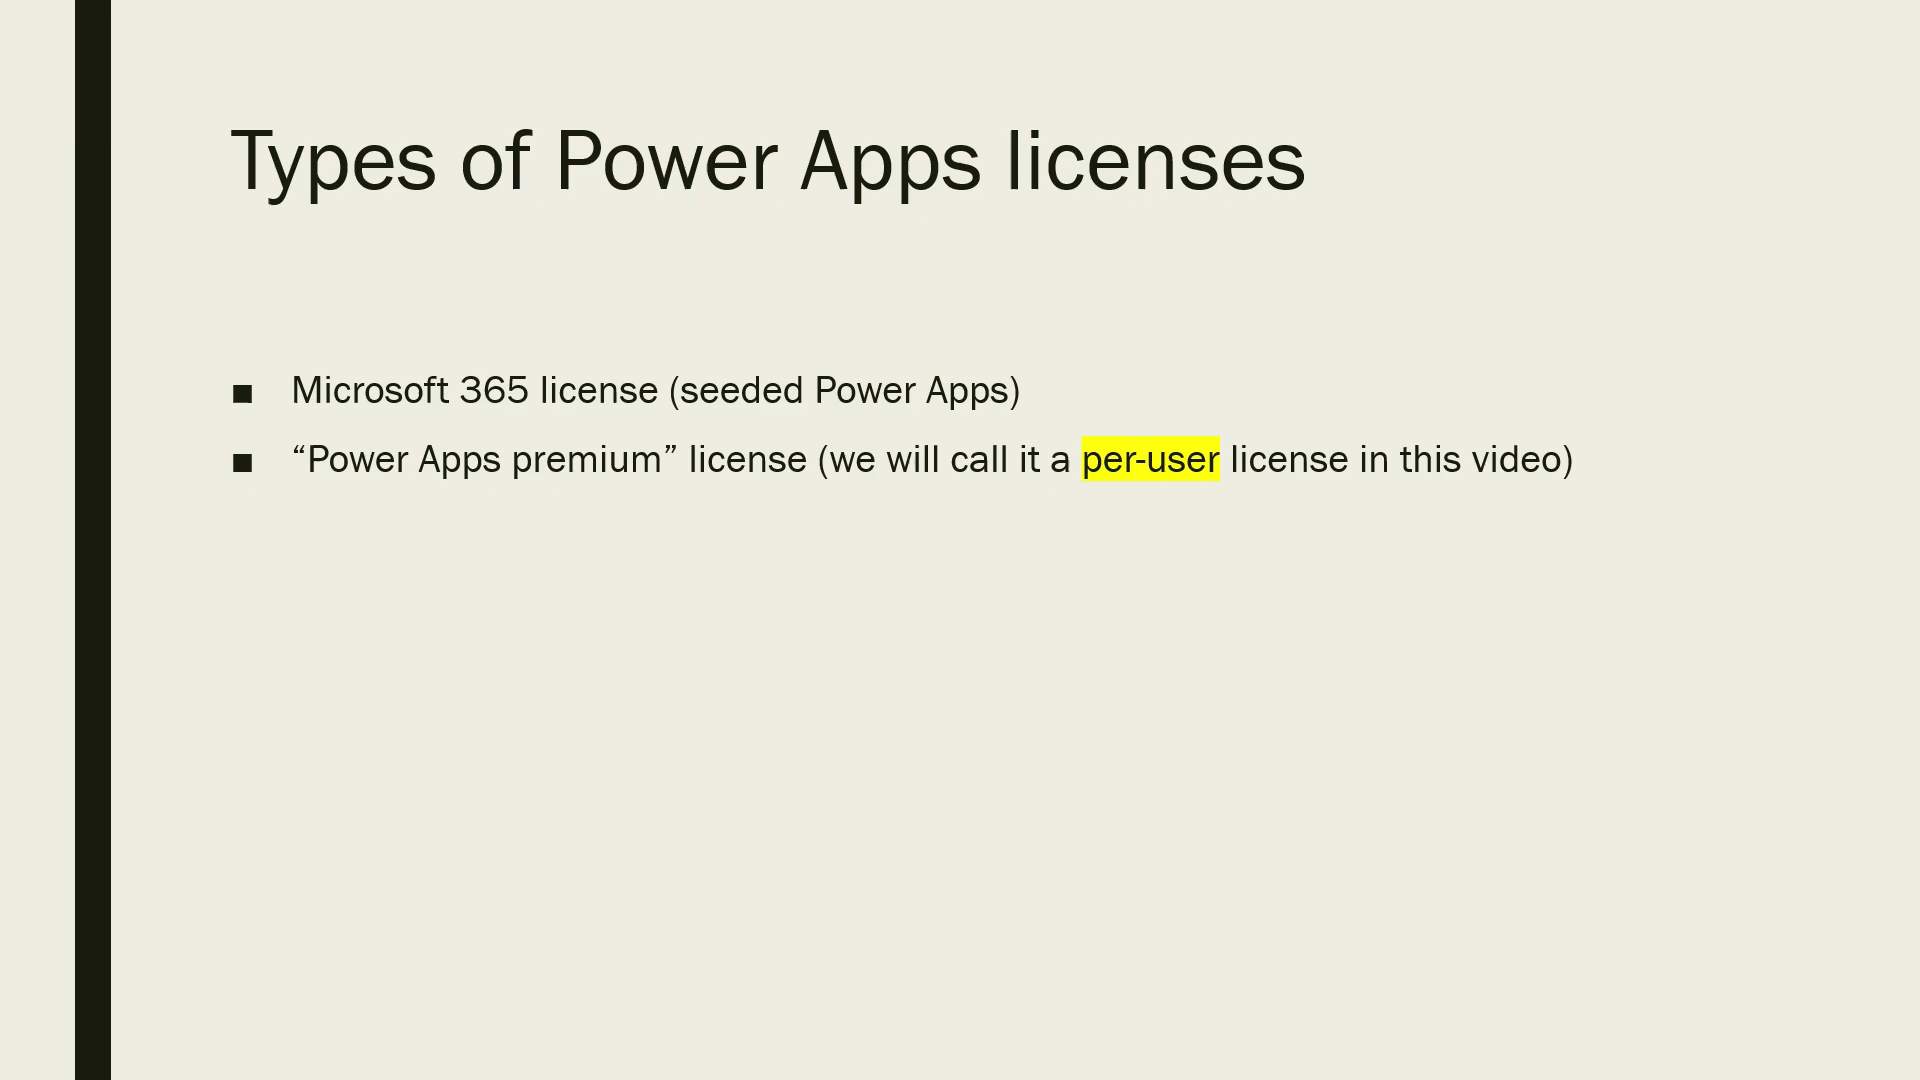 Types of Power Apps licenses
■ Microsoft 365 license (seeded Power Apps)
■ “Power Apps premium” license (we will call it a per-user license in this video)